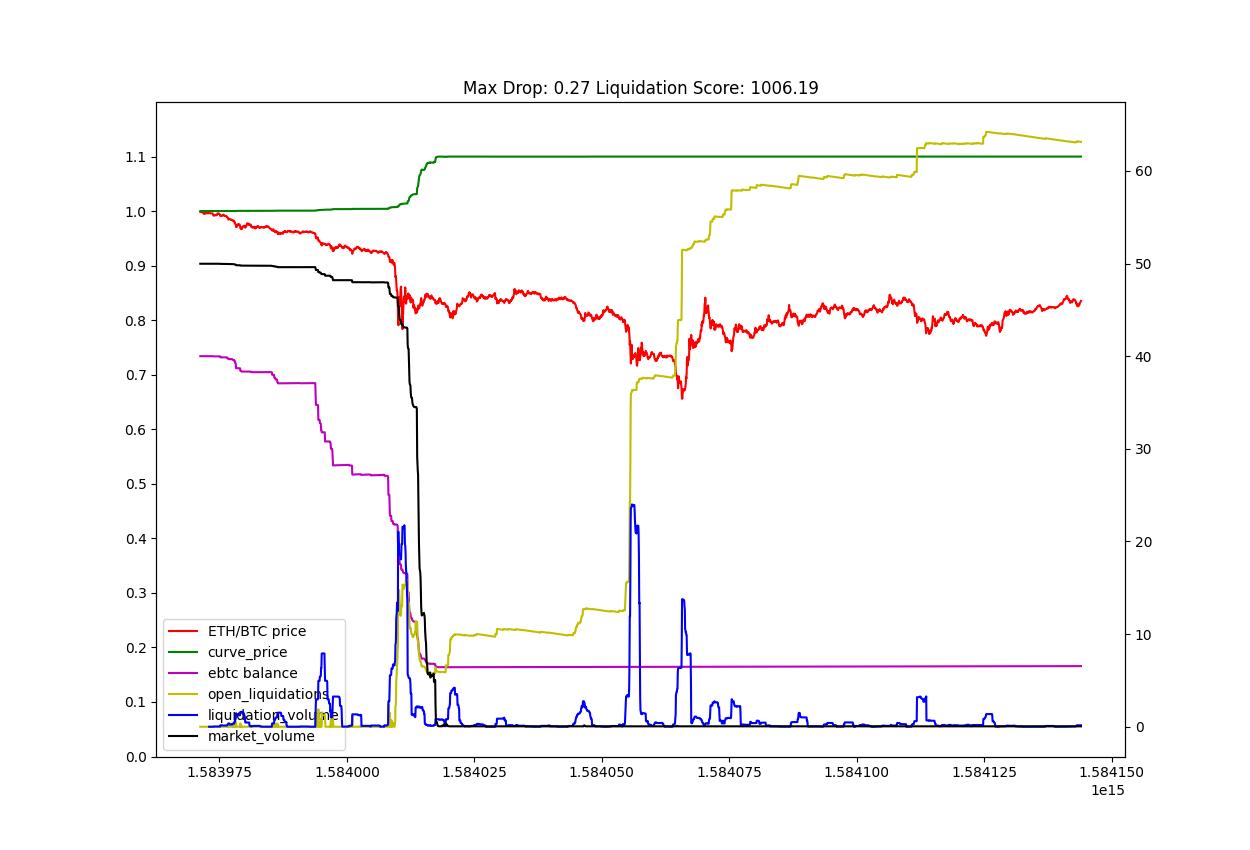 Max Drop: 0.27 Liquidation Score: 1006.19
1.1
1.0
0.9
0.8
0.7
0.6
0.5
0.4
0.3
0.2
0.1
0.0
60
50
40
30
20
10
0
ETH/BTC price
curve_price
ebtc balance
open_liquidations
liquidation_volume
market_volume
1.583975 1.584000 1.584025 1.584050 1.584075 1.584100 1.584125 1.584150
1e15